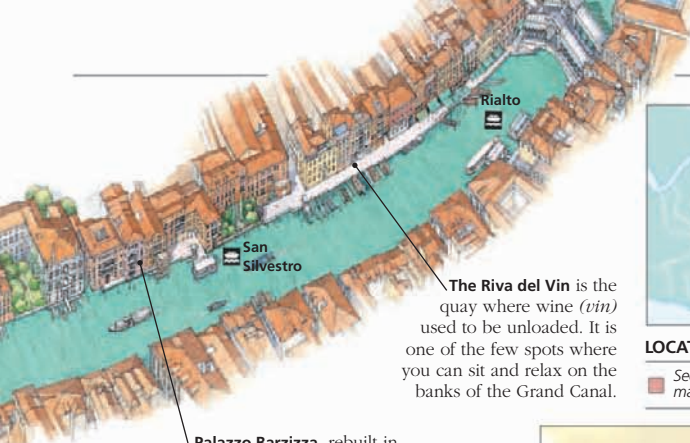 Rialto
San
Silvestro
The Riva del Vin is the
quay where wine (vin)
used to be unloaded. It is
one of the few spots where
you can sit and relax on the
banks of the Grand Canal.
LOCAT
Se
ma
Palazzo Barzizza, rebuilt in